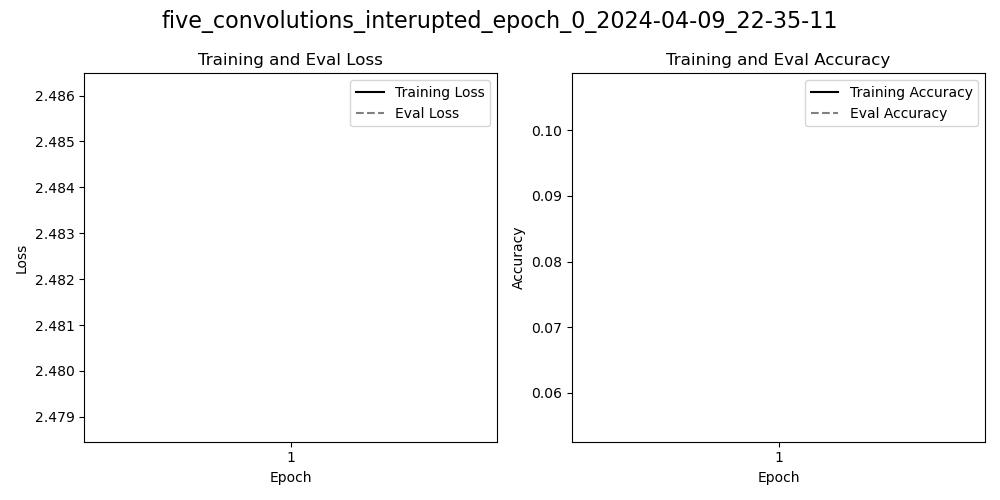 five_convolutions_interupted_epoch_0_2024-04-09_22-35-11
Training and Eval Loss
Training Loss
Eval Loss
2.486
2.485
2.484
2.483
2.482
2.481
2.480
2.479
Loss
1
Epoch
Training and Eval Accuracy
Training Accuracy
Eval Accuracy
0.10
0.09
0.08
0.07
0.06
Accuracy
1
Epoch